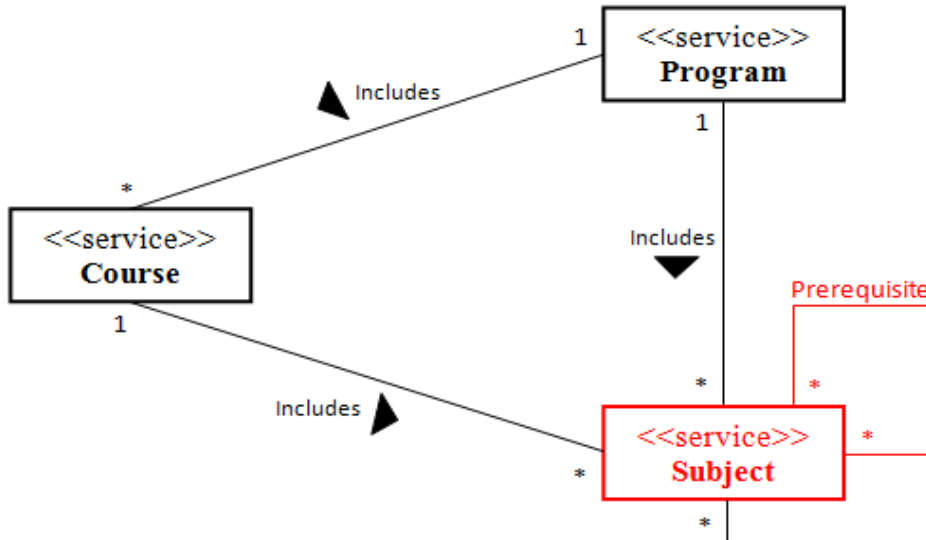 1
<<service>>
Program
Includes
1
*
<<service>>
Course
Includes
Prerequisite
1
*
*
*
Includes
<<service>>
Subject
*
*